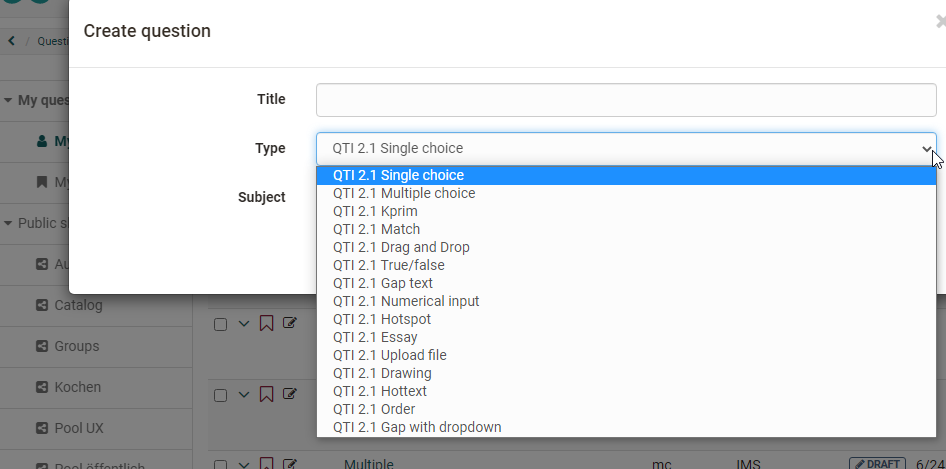 Create question
Questi
Title
My ques
Type
QTI 2.1 Single choice
My
QTI 2.1 Single choice
My
QTI 2.1 Multiple choice
Subject
QTI 2.1 Kprim
Public s
QTI 2.1 Match
QTI 2.1 Drag and Drop
Au
QTI 2.1 True/false
QTI 2.1 Gap text
Catalog
QTI 2.1 Numerical input
QTI 2.1 Hotspot
Groups
QTI 2.1 Essay
QTI 2.1 Upload file
QTI 2.1 Drawing
Kochen
QTI 2.1 Hottext
QTI 2.1 Order
Pool UX
QTI 2.1 Gap with dropdown
Pool öffentlich
Multiple mc IMS DRAFT 6/24